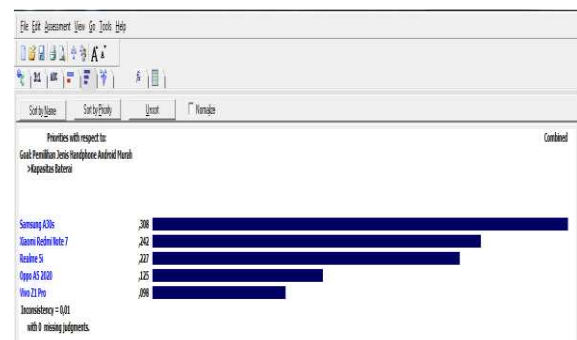 File Edit Assessment View Go Tools Help
Sort by Name Sort by Priority Unsort Normalize
Priorities with respect to: Combined
Goal: Pemilihan Jenis Handphone Android Murah
>Kapasitas Baterai
Samsung A30s ,308
Xiaomi Redmi Note 7 ,242
Realme 5i ,227
Oppo A5 2020 ,125
Vivo Z1 Pro ,098
Inconsistency = 0,01
with 0 missing judgments.